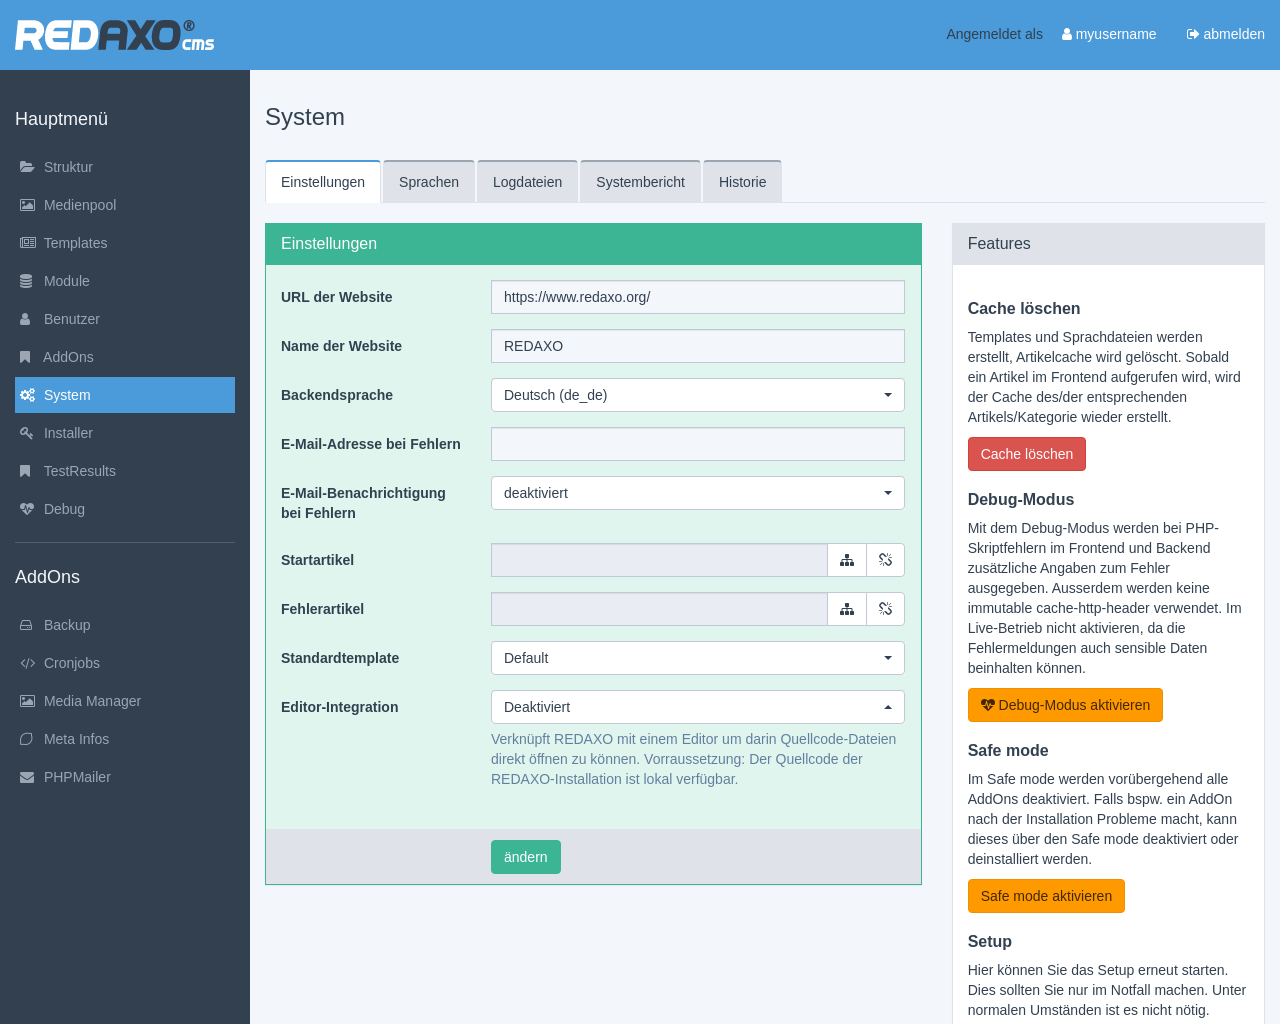 REDAXO® cms
Angemeldet als myusername abmelden
Hauptmenü
Struktur
Medienpool
Templates
Module
Benutzer
AddOns
System
Installer
TestResults
Debug
AddOns
Backup
Cronjobs
Media Manager
Meta Infos
PHPMailer
System
Einstellungen Sprachen Logdateien Systembericht Historie
Einstellungen
URL der Website https://www.redaxo.org/
Name der Website REDAXO
Backendsprache Deutsch (de_de)
E-Mail-Adresse bei Fehlern
E-Mail-Benachrichtigung deaktiviert
bei Fehlern
Startartikel
Fehlerartikel
Standardtemplate Default
Editor-Integration Deaktiviert
Verknüpft REDAXO mit einem Editor um darin Quellcode-Dateien
direkt öffnen zu können. Vorraussetzung: Der Quellcode der
REDAXO-Installation ist lokal verfügbar.
ändern
Features
Cache löschen
Templates und Sprachdateien werden
erstellt, Artikelcache wird gelöscht. Sobald
ein Artikel im Frontend aufgerufen wird, wird
der Cache des/der entsprechenden
Artikels/Kategorie wieder erstellt.
Cache löschen
Debug-Modus
Mit dem Debug-Modus werden bei PHP-
Skriptfehlern im Frontend und Backend
zusätzliche Angaben zum Fehler
ausgegeben. Ausserdem werden keine
immutable cache-http-header verwendet. Im
Live-Betrieb nicht aktivieren, da die
Fehlermeldungen auch sensible Daten
beinhalten können.
Debug-Modus aktivieren
Safe mode
Im Safe mode werden vorübergehend alle
AddOns deaktiviert. Falls bspw. ein AddOn
nach der Installation Probleme macht, kann
dieses über den Safe mode deaktiviert oder
deinstalliert werden.
Safe mode aktivieren
Setup
Hier können Sie das Setup erneut starten.
Dies sollten Sie nur im Notfall machen. Unter
normalen Umständen ist es nicht nötig.